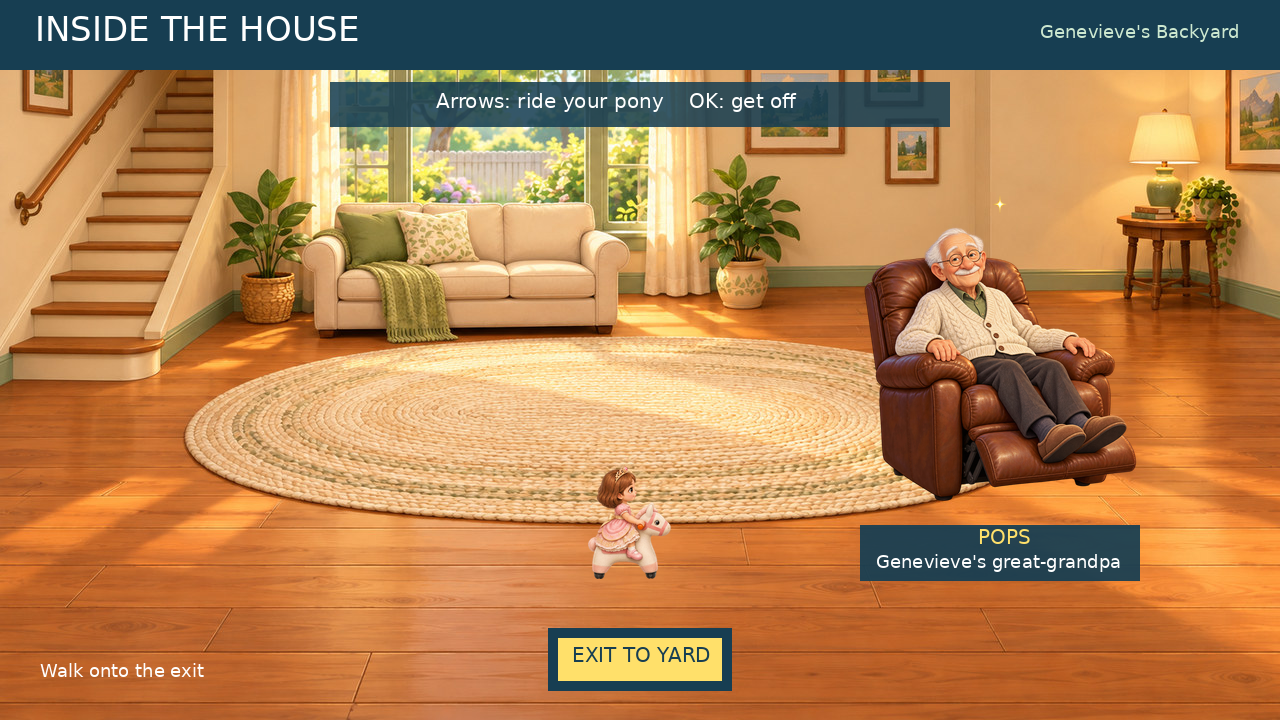 INSIDE THE HOUSE
Genevieve's Backyard
Arrows: ride your pony    OK: get off
POPS
Genevieve's great-grandpa
EXIT TO YARD
Walk onto the exit